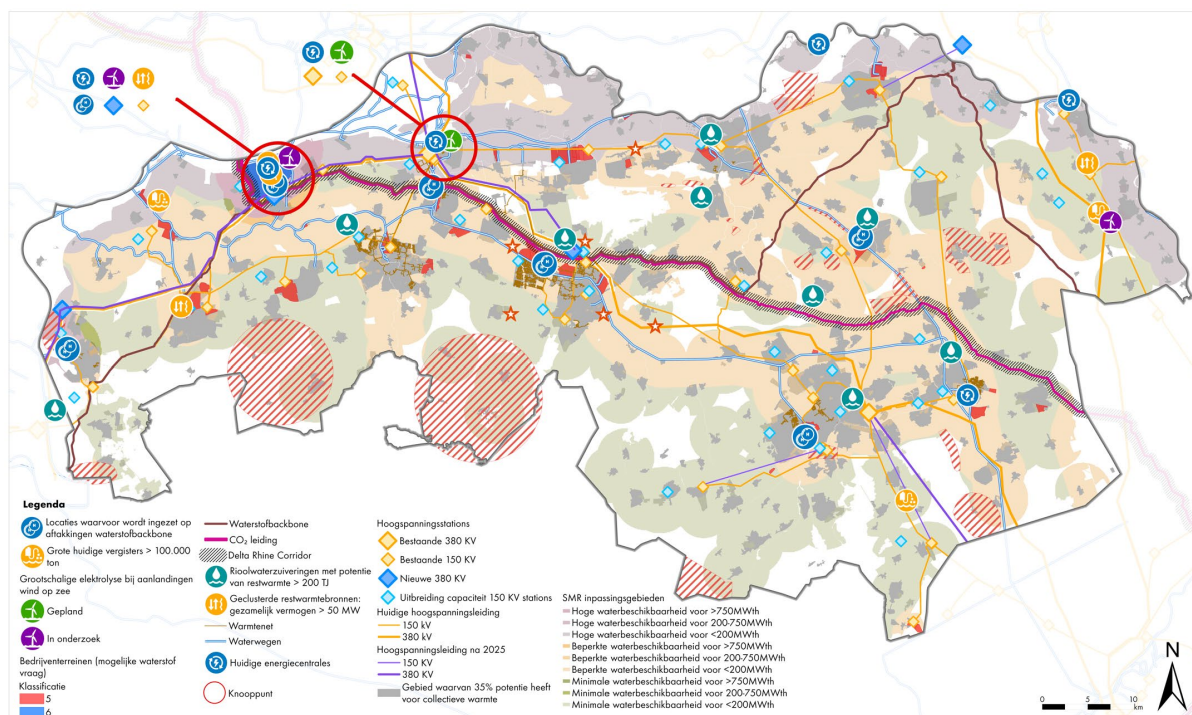 Legenda
Locaties waarvoor wordt ingezet op
aftakkingen waterstofbackbone
Grote huidige vergisters > 100.000
ton
Grootschalige elektrolyse bij aanlandingen
wind op zee
Gepland
In onderzoek
Bedrijventerreinen (mogelijke waterstof
vraag)
Klassificatie
5
6
Waterstofbackbone
CO₂ leiding
Delta Rhine Corridor
Rioolwaterzuiveringen met potentie
van restwarmte > 200 TJ
Geclusterde restwarmtebronnen:
gezamelijk vermogen > 50 MW
Warmtenet
Waterwegen
Huidige energiecentrales
Knooppunt
Hoogspanningsstations
Bestaande 380 KV
Bestaande 150 KV
Nieuwe 380 KV
Uitbreiding capaciteit 150 KV stations
Huidige hoogspanningsleiding
150 kV
380 kV
Hoogspanningsleiding na 2025
150 KV
380 KV
Gebied waarvan 35% potentie heeft
voor collectieve warmte
SMR inpassingsgebieden
Hoge waterbeschikbaarheid voor >750MWth
Hoge waterbeschikbaarheid voor 200-750MWth
Hoge waterbeschikbaarheid voor <200MWth
Beperkte waterbeschikbaarheid voor >750MWth
Beperkte waterbeschikbaarheid voor 200-750MWth
Beperkte waterbeschikbaarheid voor <200MWth
Minimale waterbeschikbaarheid voor >750MWth
Minimale waterbeschikbaarheid voor 200-750MWth
Minimale waterbeschikbaarheid voor <200MWth
0 5 10
km
N